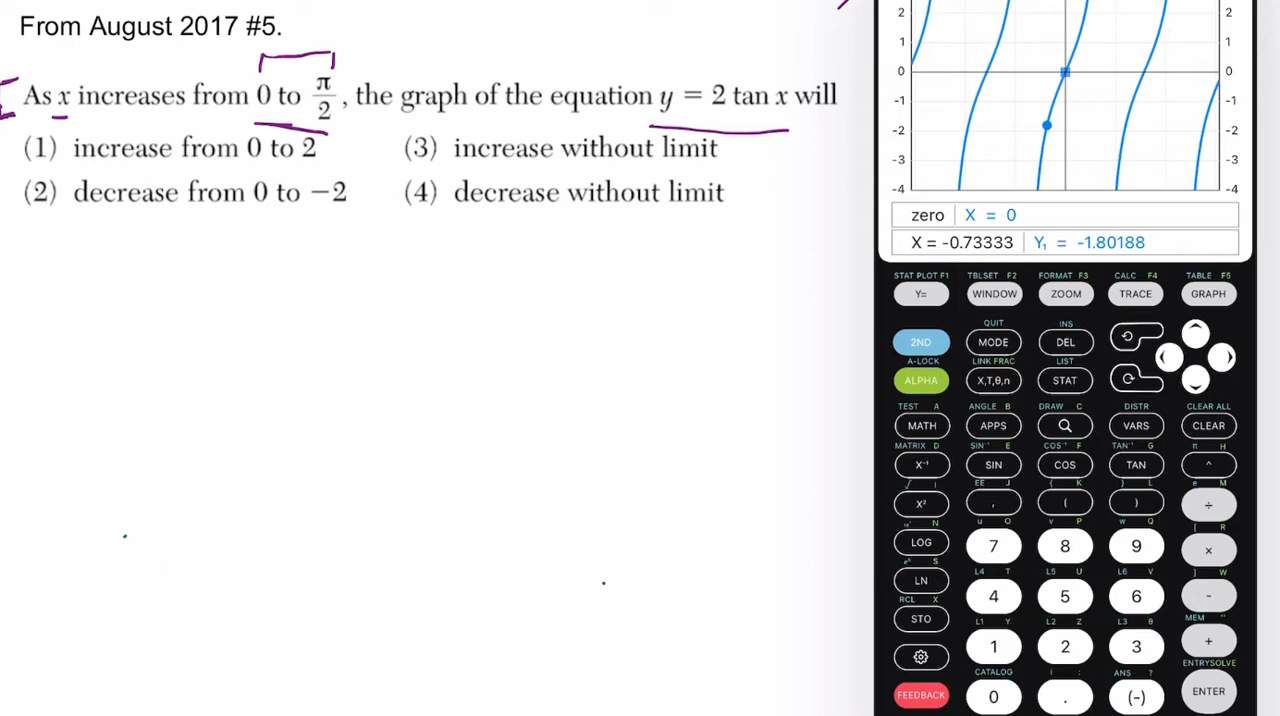 From August 2017 #5.
As x increases from 0 to π/2, the graph of the equation y = 2 tan x will
(1) increase from 0 to 2
(3) increase without limit
(2) decrease from 0 to −2
(4) decrease without limit
2 2
1 1
0 0
-1 -1
-2 -2
-3 -3
-4 -4
zero X = 0
X = -0.73333 Y₁ = -1.80188
STAT PLOT F1 TBLSET F2 FORMAT F3 CALC F4 TABLE F5
Y= WINDOW ZOOM TRACE GRAPH
QUIT INS
2ND MODE DEL
A-LOCK LINK FRAC LIST
ALPHA X,T,θ,n STAT
TEST A ANGLE B DRAW C DISTR CLEAR ALL
MATH APPS VARS CLEAR
MATRIX D SIN⁻¹ E COS⁻¹ F TAN⁻¹ G π H
X⁻¹ SIN COS TAN ^
√ I EE J { K } L e M
X² , ( ) ÷
10ˣ N u O v P w Q [ R
LOG 7 8 9 ×
eˣ S L4 T L5 U L6 V ] W
LN 4 5 6 -
RCL X L1 Y L2 Z L3 θ MEM "
STO 1 2 3 +
CATALOG i : ANS ? ENTRYSOLVE
FEEDBACK 0 . (-) ENTER